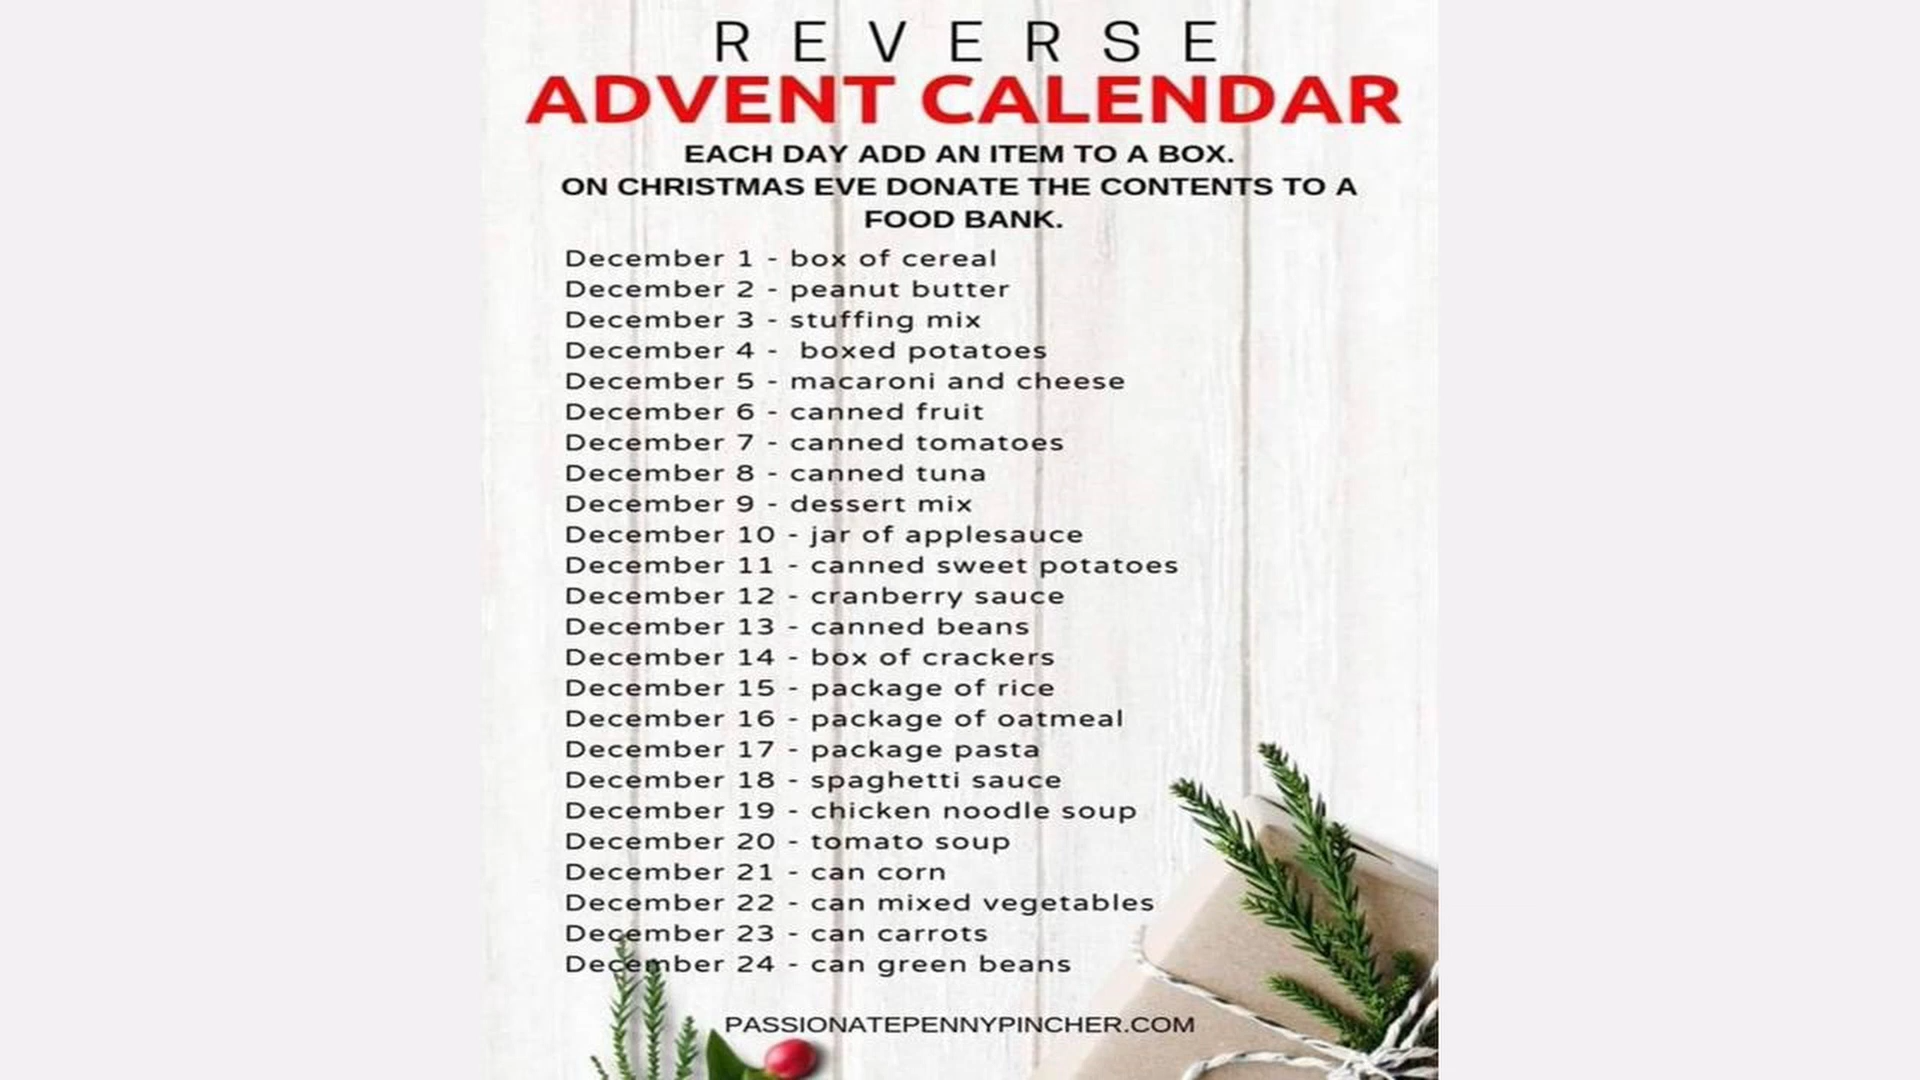 REVERSE
ADVENT CALENDAR
EACH DAY ADD AN ITEM TO A BOX.
ON CHRISTMAS EVE DONATE THE CONTENTS TO A
FOOD BANK.
December 1 - box of cereal
December 2 - peanut butter
December 3 - stuffing mix
December 4 - boxed potatoes
December 5 - macaroni and cheese
December 6 - canned fruit
December 7 - canned tomatoes
December 8 - canned tuna
December 9 - dessert mix
December 10 - jar of applesauce
December 11 - canned sweet potatoes
December 12 - cranberry sauce
December 13 - canned beans
December 14 - box of crackers
December 15 - package of rice
December 16 - package of oatmeal
December 17 - package pasta
December 18 - spaghetti sauce
December 19 - chicken noodle soup
December 20 - tomato soup
December 21 - can corn
December 22 - can mixed vegetables
December 23 - can carrots
December 24 - can green beans
PASSIONATEPENNYPINCHER.COM